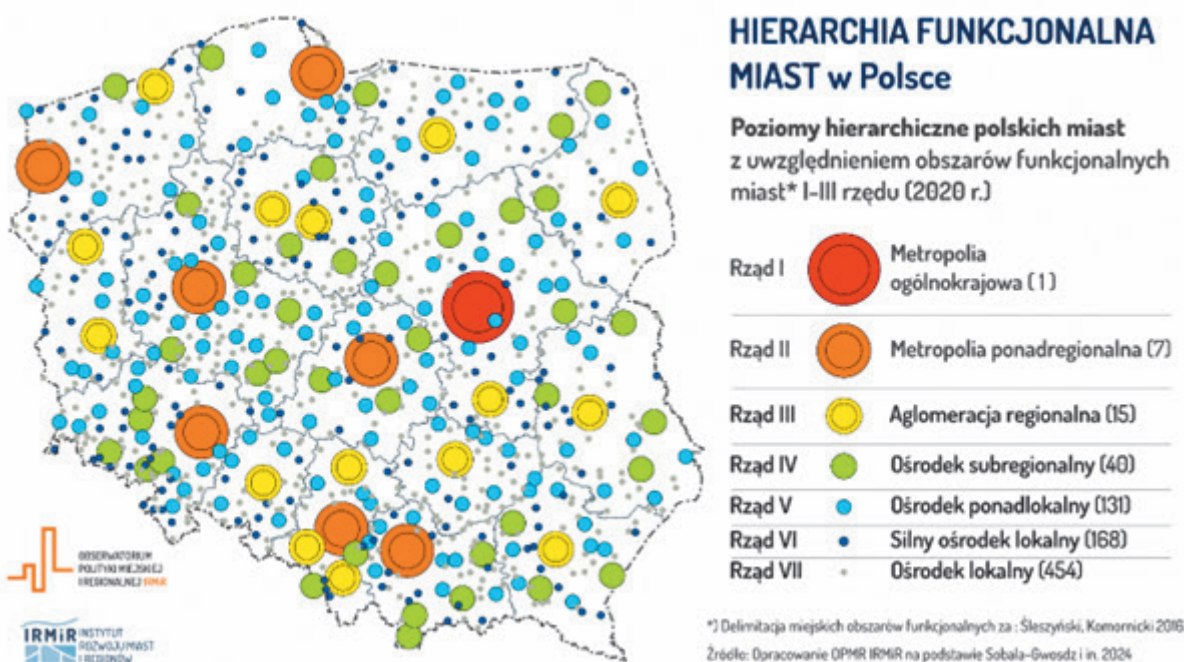 HIERARCHIA FUNKCJONALNA
MIAST w Polsce
Poziomy hierarchiczne polskich miast
z uwzględnieniem obszarów funkcjonalnych
miast* I-III rzędu (2020 r.)
Rząd I Metropolia
ogólnokrajowa (1)
Rząd II Metropolia ponadregionalna (7)
Rząd III Aglomeracja regionalna (15)
Rząd IV Ośrodek subregionalny (40)
Rząd V Ośrodek ponadlokalny (131)
Rząd VI Silny ośrodek lokalny (168)
Rząd VII Ośrodek lokalny (454)
*) Delimitacja miejskich obszarów funkcjonalnych za : Śleszyński, Komornicki 2016
Źródło: Opracowanie OPMR IRMiR na podstawie Sobala-Gwosdz i in. 2024
OBSERWATORIUM
POLITYKI MIEJSKIEJ
I REGIONALNEJ IRMiR
IRMiR INSTYTUT
ROZWOJU MIAST
I REGIONÓW